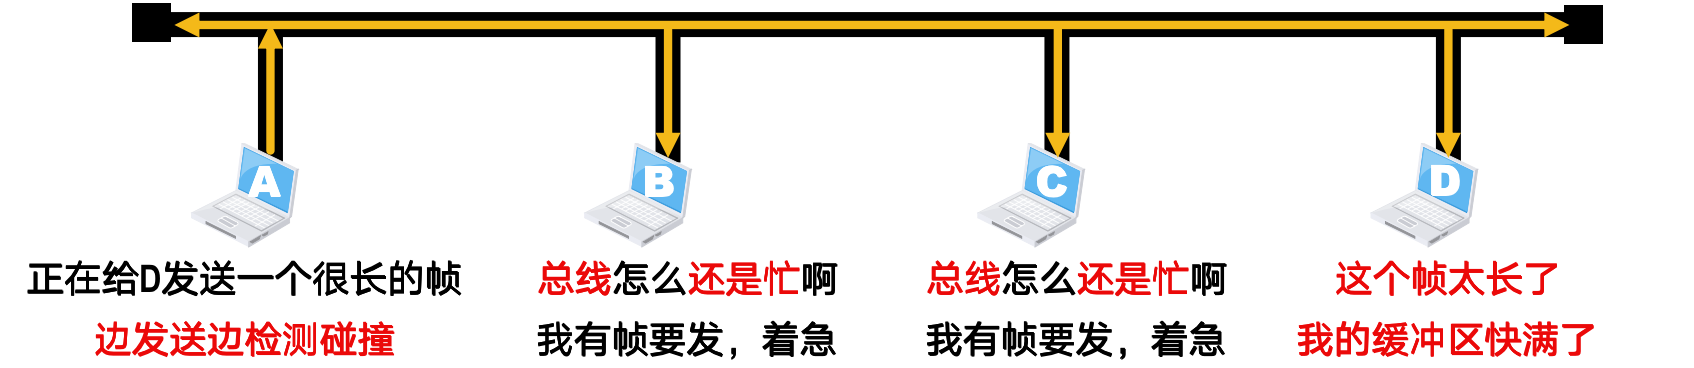 A
B
C
D
正在给D发送一个很长的帧
边发送边检测碰撞
总线怎么还是忙啊
我有帧要发，着急
总线怎么还是忙啊
我有帧要发，着急
这个帧太长了
我的缓冲区快满了